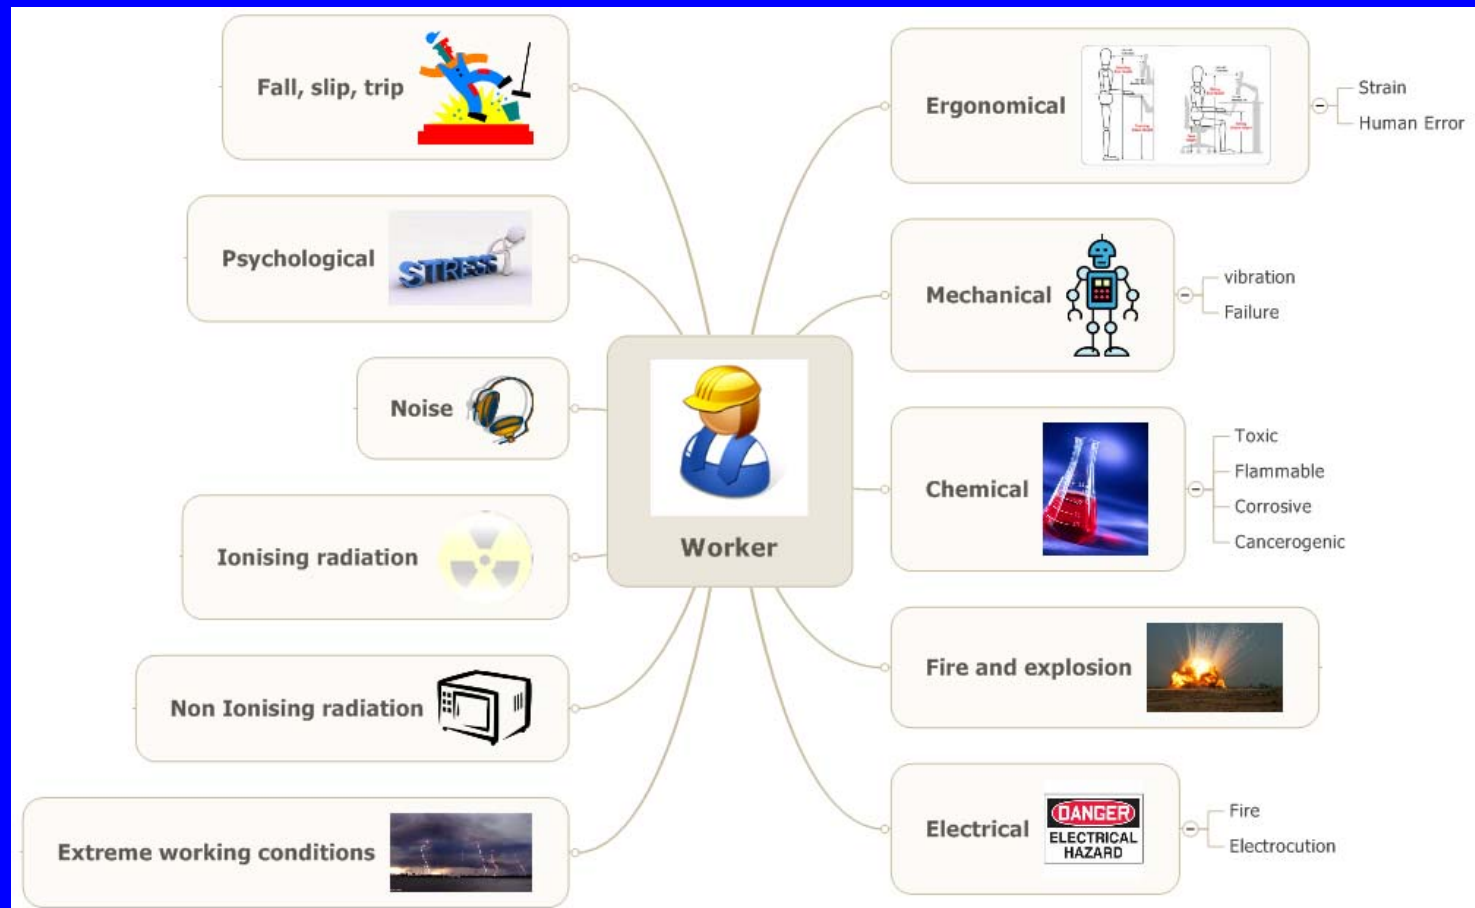 Fall, slip, trip
Psychological
STRESS
Noise
Ionising radiation
Non Ionising radiation
Extreme working conditions
Worker
Ergonomical
Strain
Human Error
Mechanical
vibration
Failure
Chemical
Toxic
Flammable
Corrosive
Cancerogenic
Fire and explosion
Electrical
DANGER
ELECTRICAL
HAZARD
Fire
Electrocution